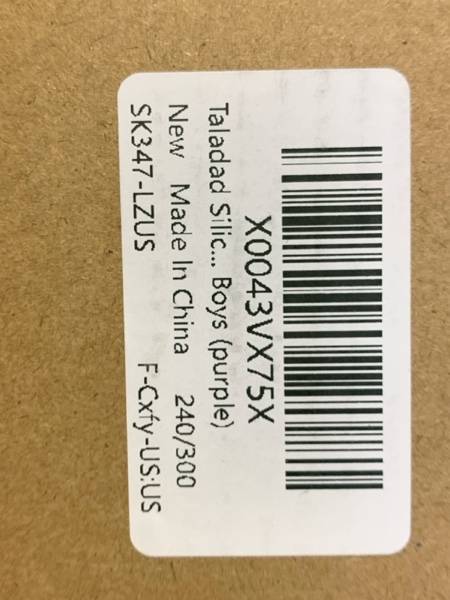 X0043VX75X
Taladad Silic... Boys (purple)
New Made In China 240/300
SK347-LZUS F-Cxfy-US:US